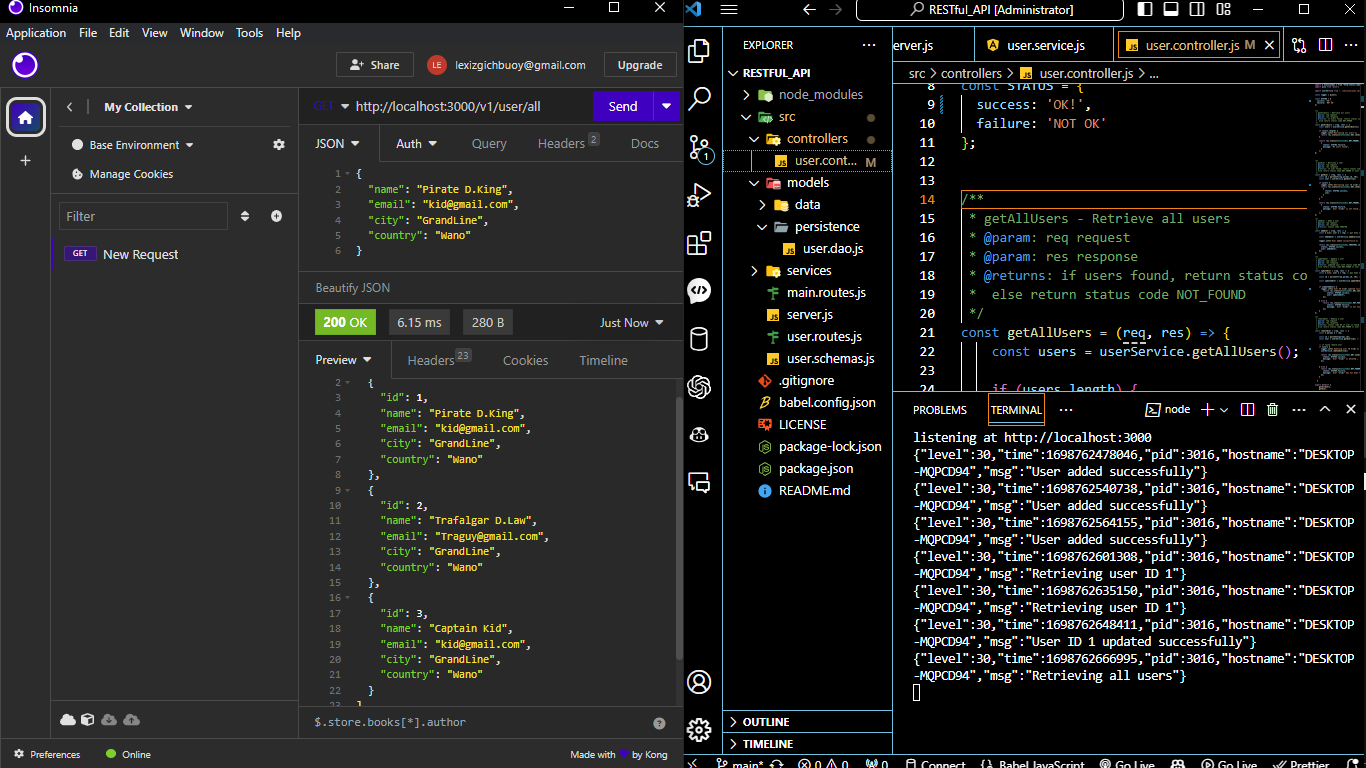 Insomnia
Application File Edit View Window Tools Help
Share
LE
lexizgichbuoy@gmail.com
Upgrade
My Collection
Base Environment
Manage Cookies
Filter
GET New Request
Preferences
Online
GET http://localhost:3000/v1/user/all Send
JSON Auth Query Headers 2 Docs
1 {
2 "name": "Pirate D.King",
3 "email": "kid@gmail.com",
4 "city": "GrandLine",
5 "country": "Wano"
6 }
Beautify JSON
200 OK 6.15 ms 280 B Just Now
Preview Headers 23 Cookies Timeline
2 {
3 "id": 1,
4 "name": "Pirate D.King",
5 "email": "kid@gmail.com",
6 "city": "GrandLine",
7 "country": "Wano"
8 },
9 {
10 "id": 2,
11 "name": "Trafalgar D.Law",
12 "email": "Traguy@gmail.com",
13 "city": "GrandLine",
14 "country": "Wano"
15 },
16 {
17 "id": 3,
18 "name": "Captain Kid",
19 "email": "kid@gmail.com",
20 "city": "GrandLine",
21 "country": "Wano"
22 }
]
$.store.books[*].author
Made with by Kong
RESTful_API [Administrator]
EXPLORER
RESTFUL_API
node_modules
src
controllers
user.cont... M
models
data
persistence
user.dao.js
services
main.routes.js
server.js
user.routes.js
user.schemas.js
.gitignore
babel.config.json
LICENSE
package-lock.json
package.json
README.md
OUTLINE
TIMELINE
1
erver.js user.service.js user.controller.js M
src > controllers > user.controller.js > ...
8 const STATUS = {
9 success: 'OK!',
10 failure: 'NOT OK'
11 };
12
13
14 /**
15 * getAllUsers - Retrieve all users
16 * @param: req request
17 * @param: res response
18 * @returns: if users found, return status co
19 * else return status code NOT_FOUND
20 */
21 const getAllUsers = (req, res) => {
22 const users = userService.getAllUsers();
23
24 if (users.length) {
PROBLEMS TERMINAL node
listening at http://localhost:3000
{"level":30,"time":1698762478046,"pid":3016,"hostname":"DESKTOP
-MQPCD94","msg":"User added successfully"}
{"level":30,"time":1698762540738,"pid":3016,"hostname":"DESKTOP
-MQPCD94","msg":"User added successfully"}
{"level":30,"time":1698762564155,"pid":3016,"hostname":"DESKTOP
-MQPCD94","msg":"User added successfully"}
{"level":30,"time":1698762601308,"pid":3016,"hostname":"DESKTOP
-MQPCD94","msg":"Retrieving user ID 1"}
{"level":30,"time":1698762635150,"pid":3016,"hostname":"DESKTOP
-MQPCD94","msg":"Retrieving user ID 1"}
{"level":30,"time":1698762648411,"pid":3016,"hostname":"DESKTOP
-MQPCD94","msg":"User ID 1 updated successfully"}
{"level":30,"time":1698762666995,"pid":3016,"hostname":"DESKTOP
-MQPCD94","msg":"Retrieving all users"}
main* 0 0 0 Connect {} Babel JavaScript Go Live Go Live Prettier